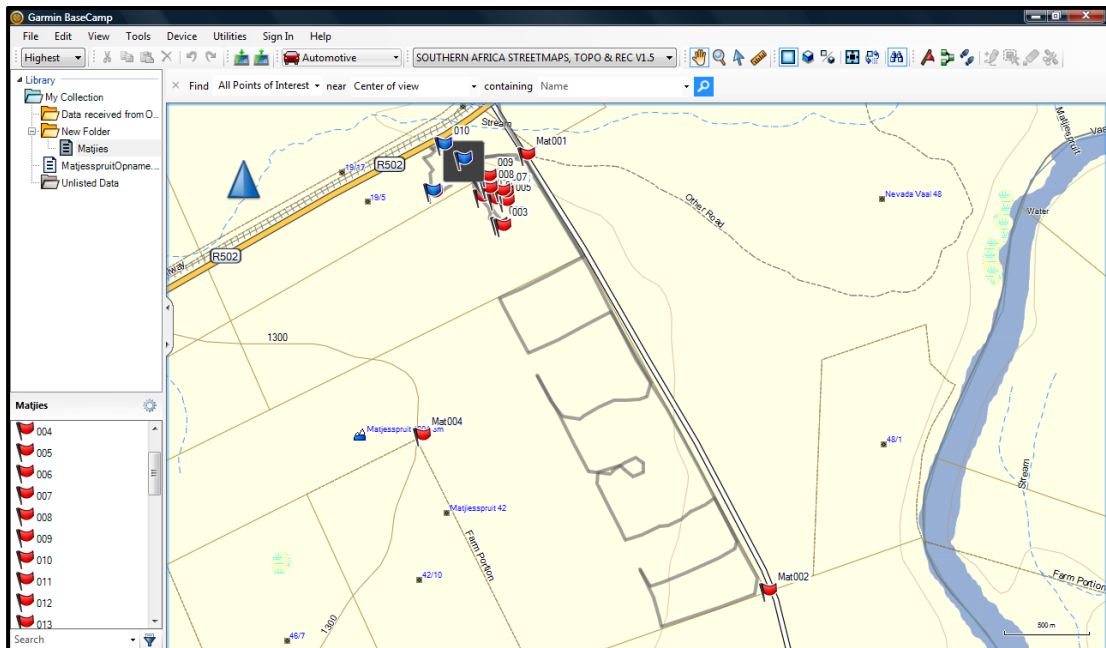 Garmin BaseCamp
File Edit View Tools Device Utilities Sign In Help
Highest Automotive SOUTHERN AFRICA STREETMAPS, TOPO & REC V1.5
Library
My Collection
Data received from O...
New Folder
Matjies
MatjesspruitOpname...
Unlisted Data
Find All Points of Interest near Center of view containing Name
010
Stream
Mat001
R502
19/17
19/5
009
008
005
003
R502
Other Road
Nevada Vaal 48
Matjiespruit
Water
1300
Mat004
Matjesspruit
Matjiesspruit 42
48/1
Stream
Farm Portion
42/10
Mat002
Farm Portion
1300
46/7
500 m
Matjies
004
005
006
007
008
009
010
011
012
013
Search